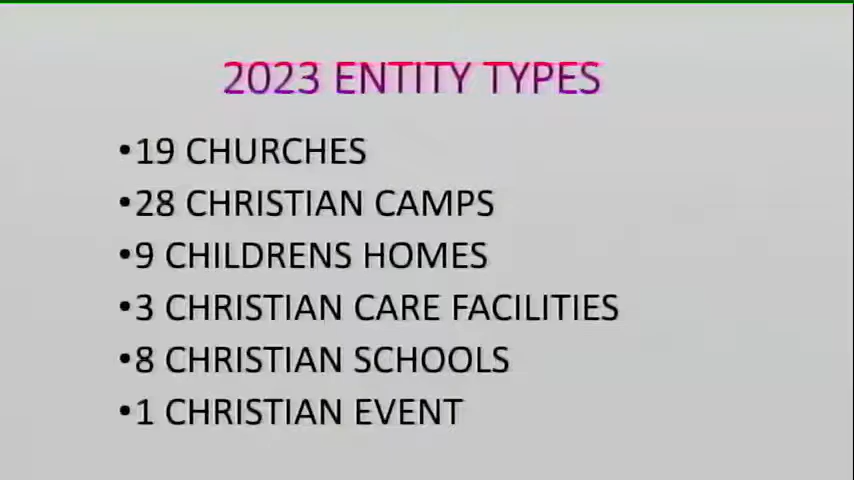 2023 ENTITY TYPES
•19 CHURCHES
•28 CHRISTIAN CAMPS
•9 CHILDRENS HOMES
•3 CHRISTIAN CARE FACILITIES
•8 CHRISTIAN SCHOOLS
•1 CHRISTIAN EVENT